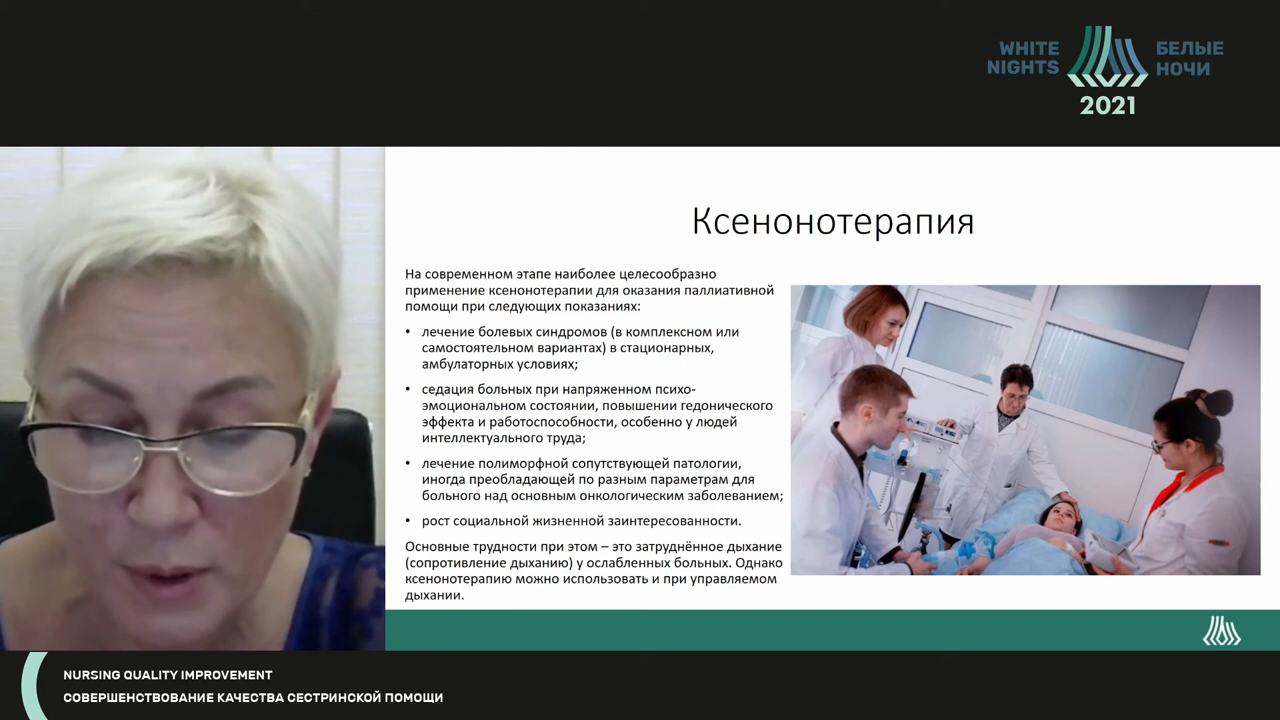 WHITE
NIGHTS
БЕЛЫЕ
НОЧИ
2021
Ксенонотерапия
На современном этапе наиболее целесообразно
применение ксенонотерапии для оказания паллиативной
помощи при следующих показаниях:
• лечение болевых синдромов (в комплексном или
самостоятельном вариантах) в стационарных,
амбулаторных условиях;
• седация больных при напряженном психо-
эмоциональном состоянии, повышении гедонического
эффекта и работоспособности, особенно у людей
интеллектуального труда;
• лечение полиморфной сопутствующей патологии,
иногда преобладающей по разным параметрам для
больного над основным онкологическим заболеванием;
• рост социальной жизненной заинтересованности.
Основные трудности при этом – это затруднённое дыхание
(сопротивление дыханию) у ослабленных больных. Однако
ксенонотерапию можно использовать и при управляемом
дыхании.
NURSING QUALITY IMPROVEMENT
СОВЕРШЕНСТВОВАНИЕ КАЧЕСТВА СЕСТРИНСКОЙ ПОМОЩИ